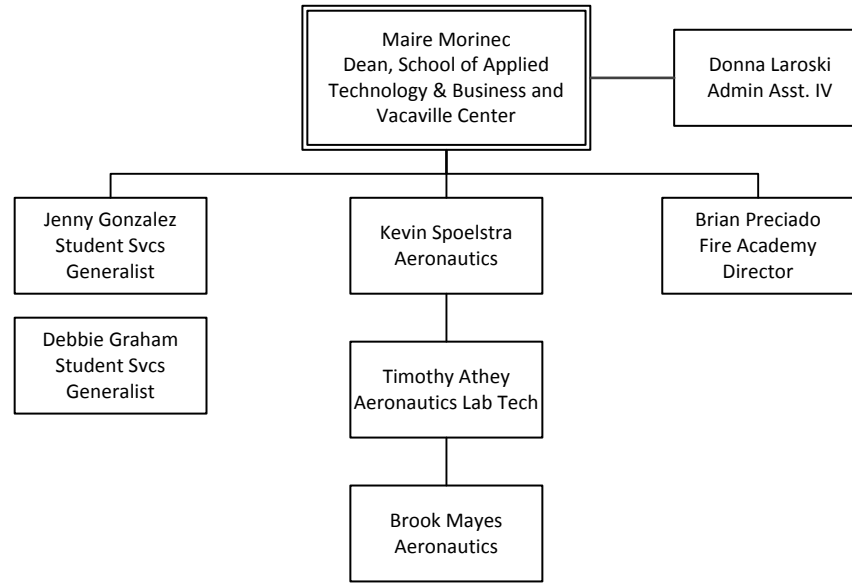 Maire Morinec
Dean, School of Applied
Technology & Business and
Vacaville Center
Donna Laroski
Admin Asst. IV
Jenny Gonzalez
Student Svcs
Generalist
Kevin Spoelstra
Aeronautics
Brian Preciado
Fire Academy
Director
Debbie Graham
Student Svcs
Generalist
Timothy Athey
Aeronautics Lab Tech
Brook Mayes
Aeronautics